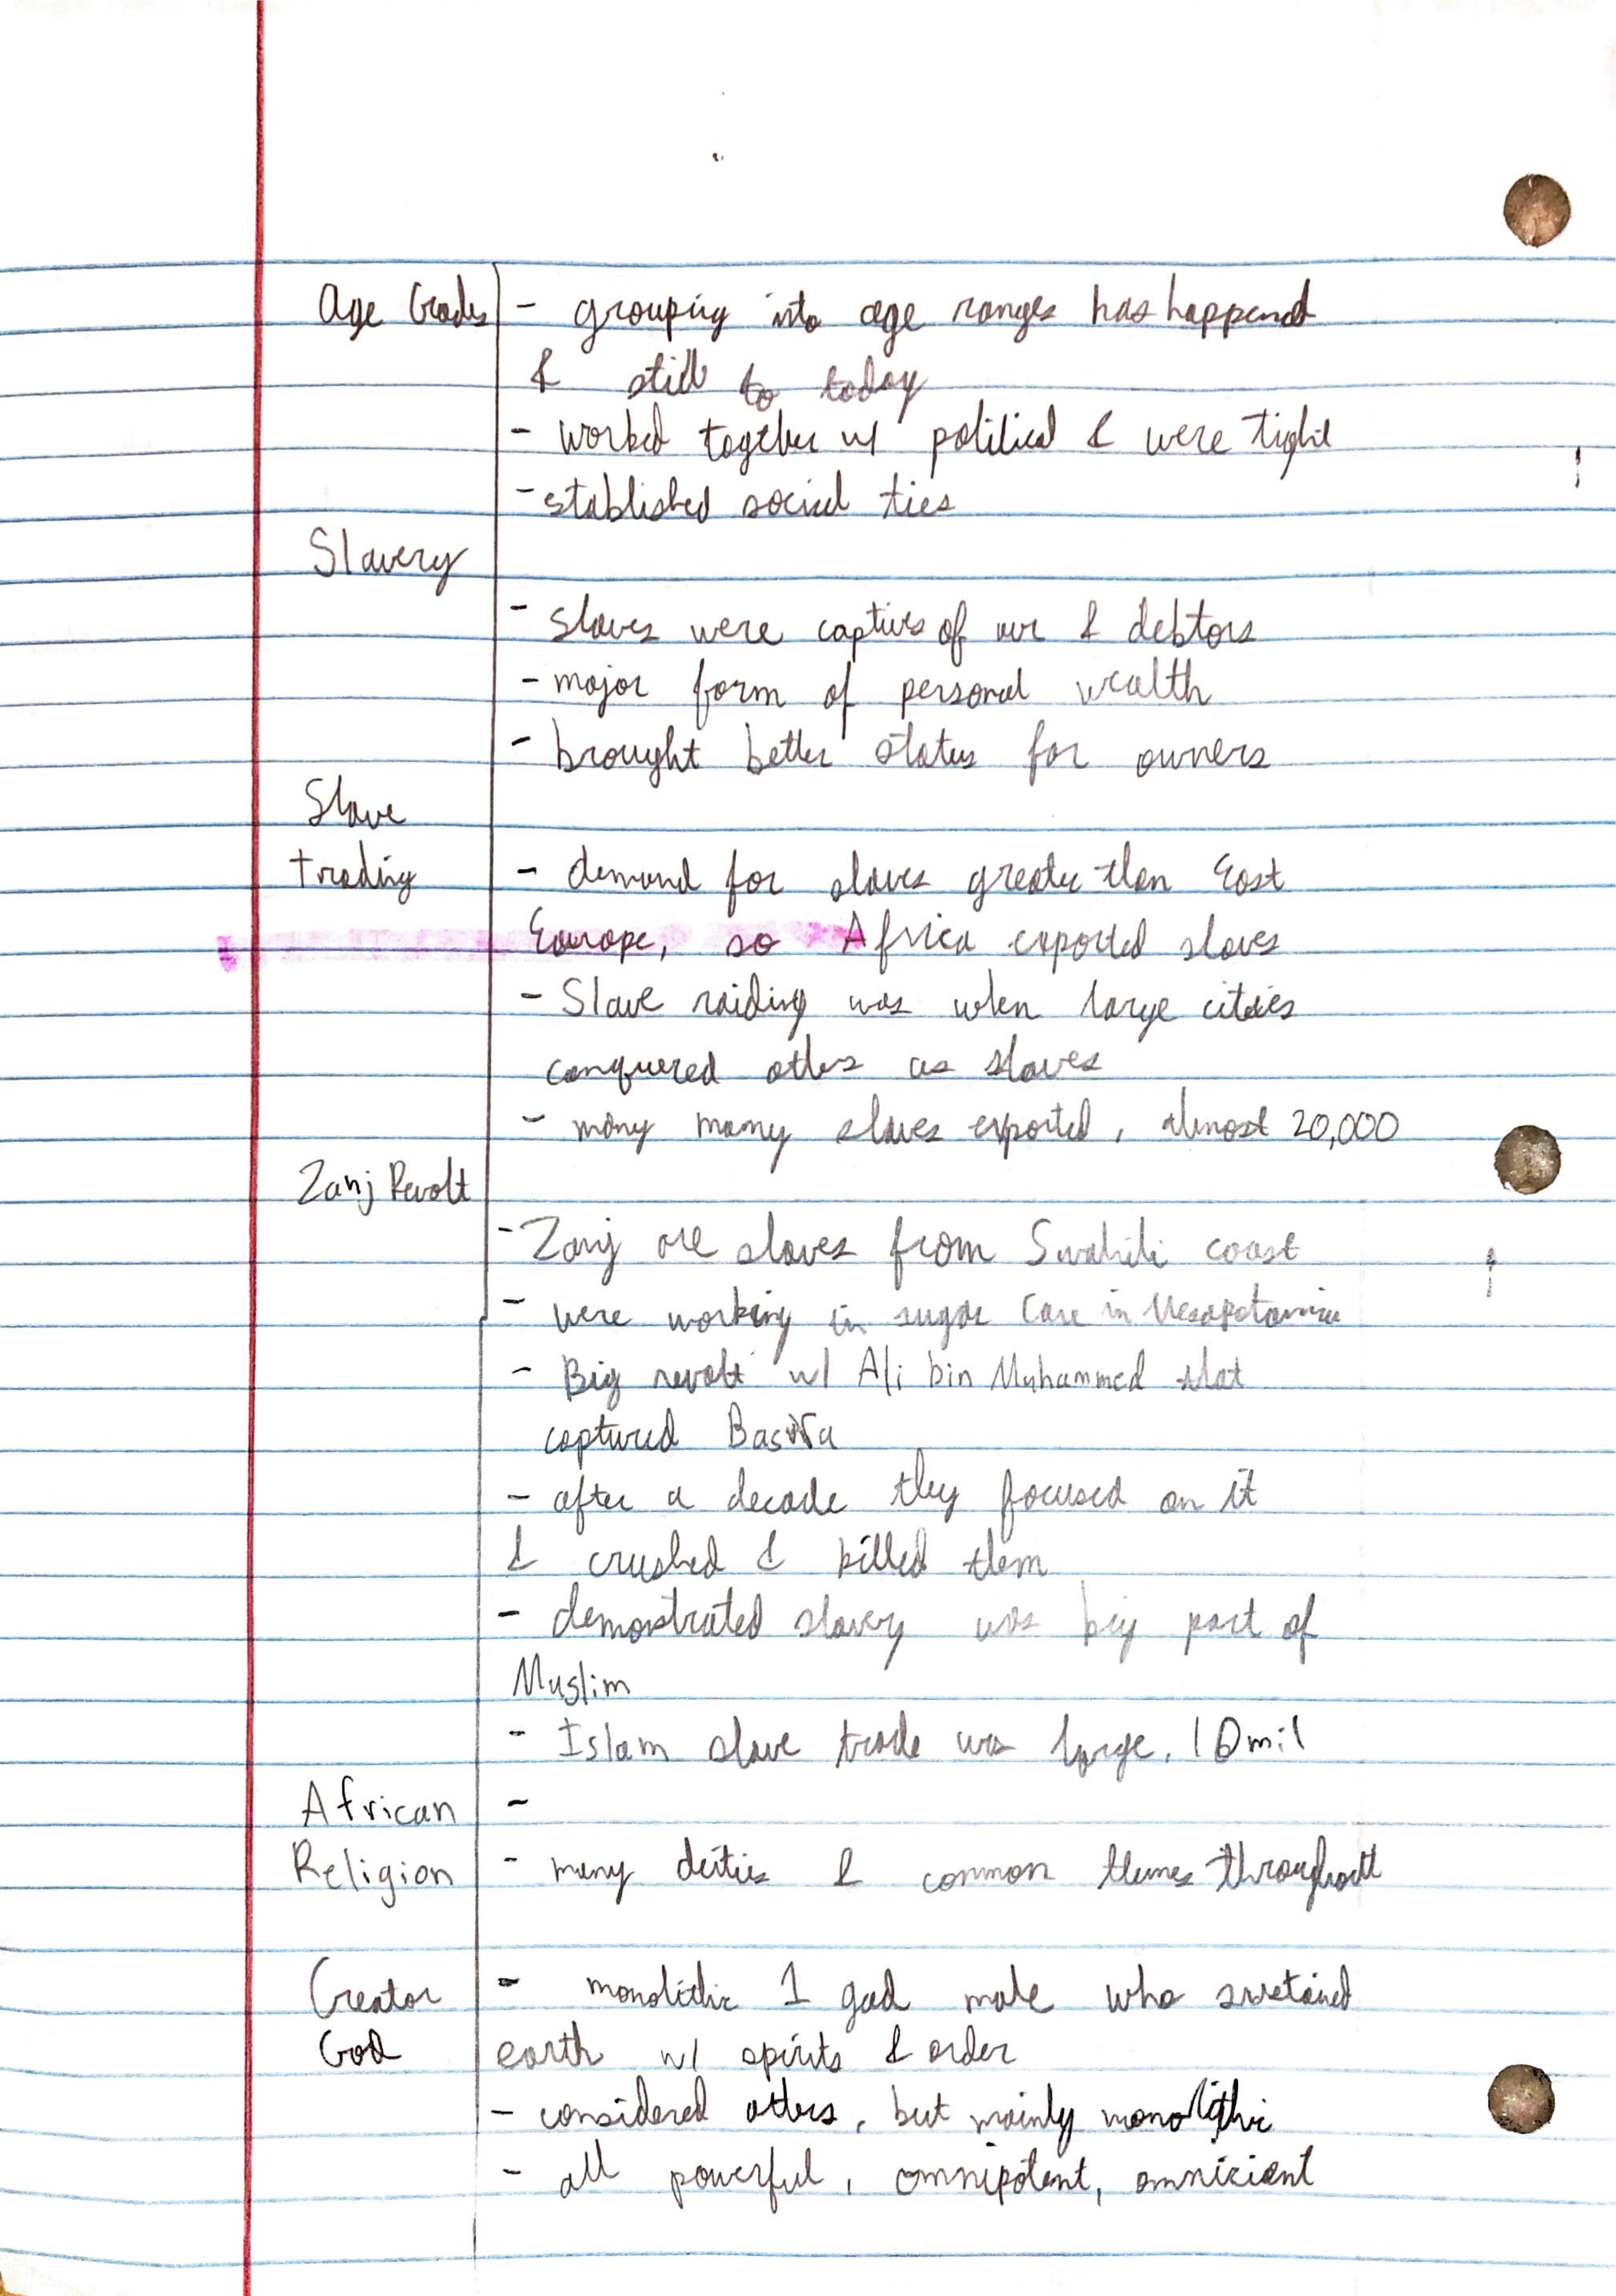 Age Grades - grouping into age ranges has happend
& still to today
- worked together w/ political & were tight
- established social ties
Slavery
- slaves were captives of war & debtors
- major form of personal wealth
- brought better status for owners
Slave
trading - demand for slaves greater than East
Europe, so Africa exported slaves
- Slave raiding was when large cities
conquered others as slaves
- many many slaves exported, almost 20,000
Zanj Revolt
- Zanj are slaves from Swahili coast
- were working in sugar Cane in Mesopotamia
- Big revolt w/ Ali bin Muhammed that
captured Basra
- after a decade they focused on it
& crushed & killed them
- demonstrated slavery was big part of
Muslim
- Islam slave trade was large, 10mil
African -
Religion - many deities & common themes throughout
Creator - monolithic 1 god male who sustained
God earth w/ spirits & order
- considered others, but mainly monolithic
- all powerful, omnipotent, omnicient